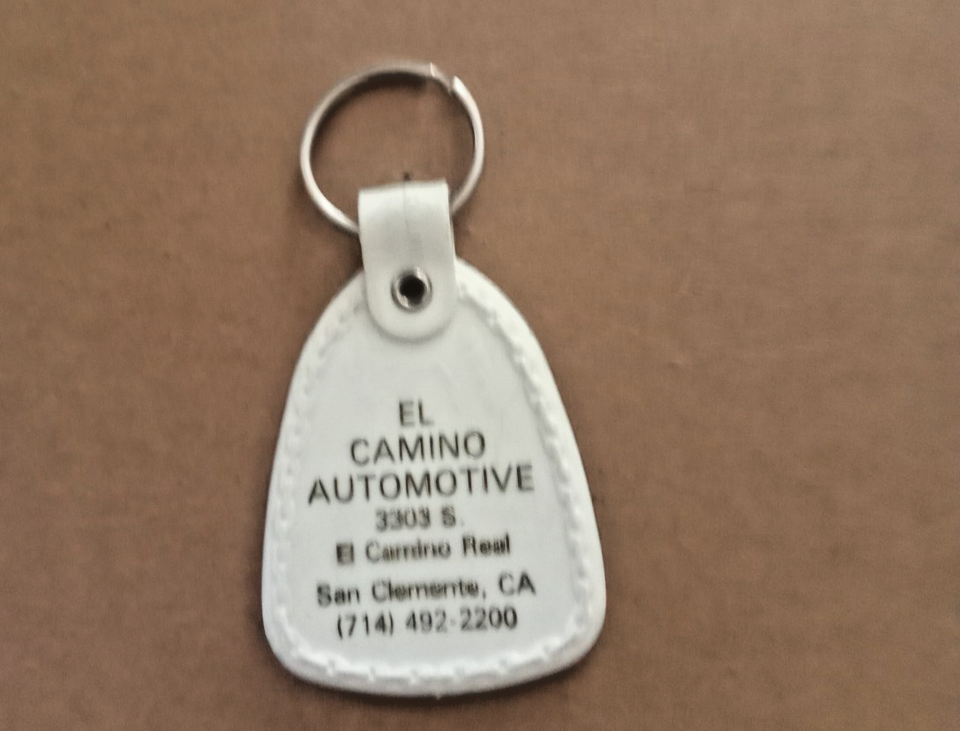 EL
CAMINO
AUTOMOTIVE
3303 S.
El Camino Real
San Clemente, CA
(714) 492-2200